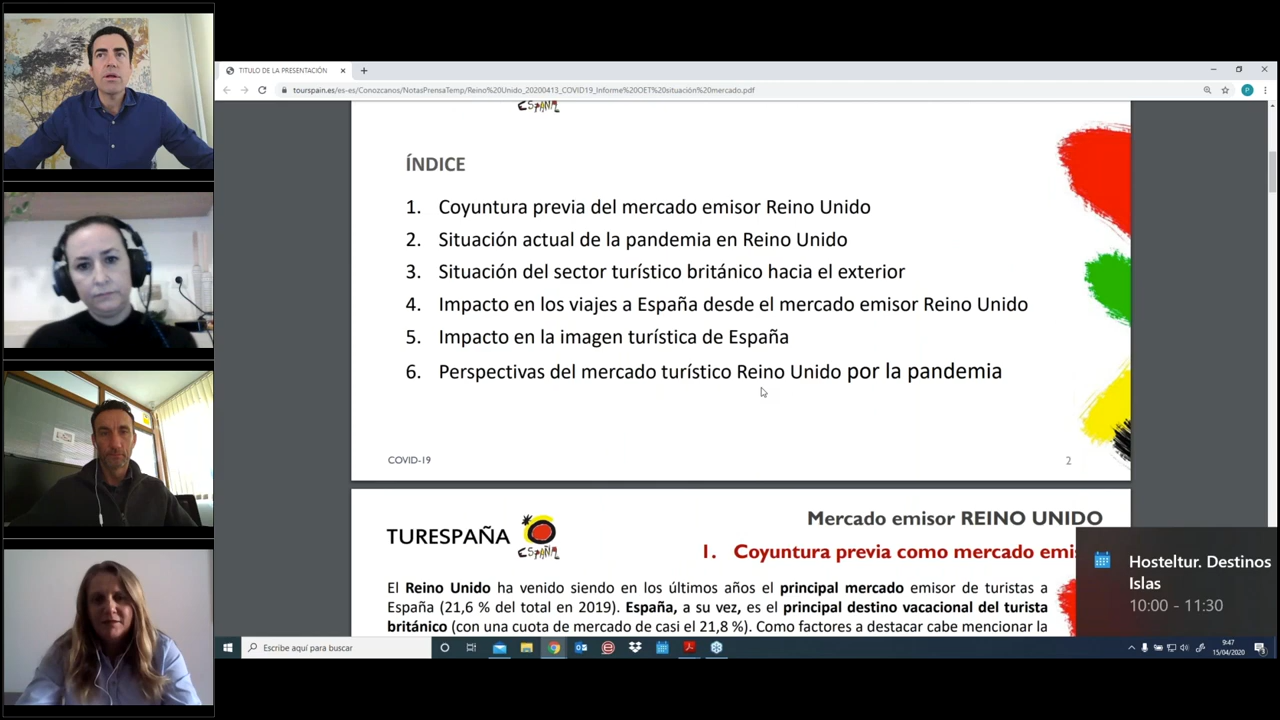 TITULO DE LA PRESENTACIÓN
tourspain.es/es-es/Conozcanos/NotasPrensaTemp/Reino%20Unido_20200413_COVID19_Informe%20OET%20situación%20mercado.pdf
P
ESPAÑA
ÍNDICE
1. Coyuntura previa del mercado emisor Reino Unido
2. Situación actual de la pandemia en Reino Unido
3. Situación del sector turístico británico hacia el exterior
4. Impacto en los viajes a España desde el mercado emisor Reino Unido
5. Impacto en la imagen turística de España
6. Perspectivas del mercado turístico Reino Unido por la pandemia
COVID-19
2
TURESPAÑA
ESPAÑA
Mercado emisor REINO UNIDO
1. Coyuntura previa como mercado emis
El Reino Unido ha venido siendo en los últimos años el principal mercado emisor de turistas a
España (21,6 % del total en 2019). España, a su vez, es el principal destino vacacional del turista
británico (con una cuota de mercado de casi el 21,8 %). Como factores a destacar cabe mencionar la
Hosteltur. Destinos
Islas
10:00 - 11:30
Escribe aquí para buscar
9:47
15/04/2020